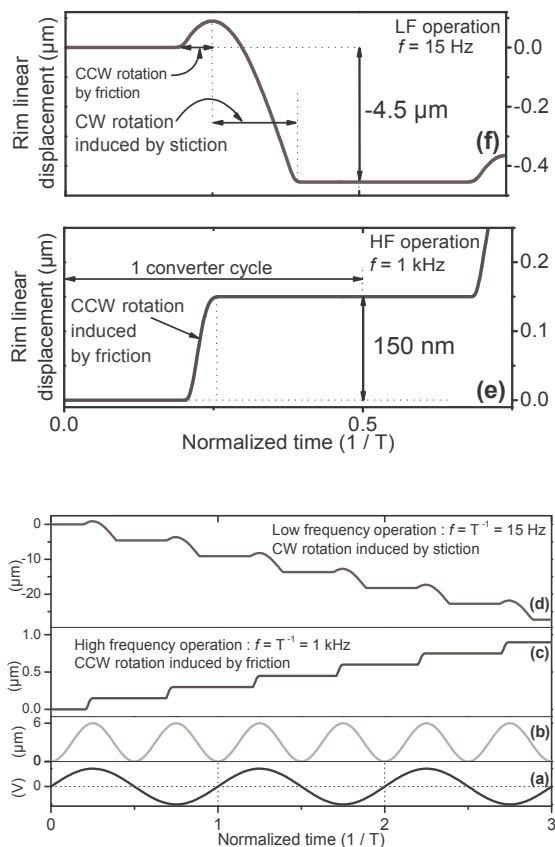 LF operation
f = 15 Hz
0.0
-0.2
-0.4
Rim linear
displacement (µm)
CCW rotation
by friction
CW rotation
induced by stiction
-4.5 µm
(f)
HF operation
f = 1 kHz
1 converter cycle
CCW rotation
induced
by friction
150 nm
0.2
0.1
0.0
(e)
Rim linear
displacement (µm)
0.0
0.5
Normalized time (1 / T)
0
-10
-20
(µm)
Low frequency operation : f = T⁻¹ = 15 Hz
CW rotation induced by stiction
(d)
1.0
0.5
0.0
(µm)
High frequency operation : f = T⁻¹ = 1 kHz
CCW rotation induced by friction
(c)
6
0
(µm)
(b)
0
(V)
(a)
0
1
2
3
Normalized time (1 / T)